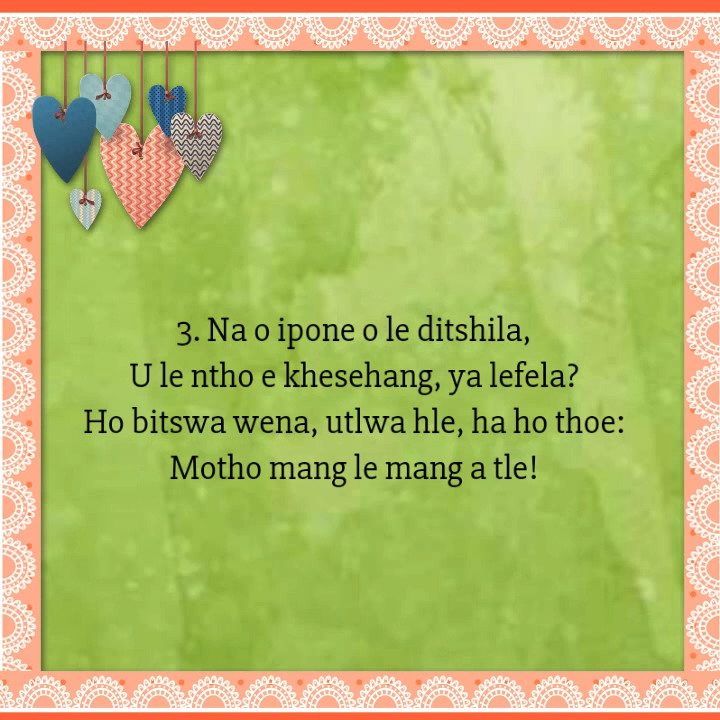 3. Na o ipone o le ditshila,
U le ntho e khesehang, ya lefela?
Ho bitswa wena, utlwa hle, ha ho thoe:
Motho mang le mang a tle!